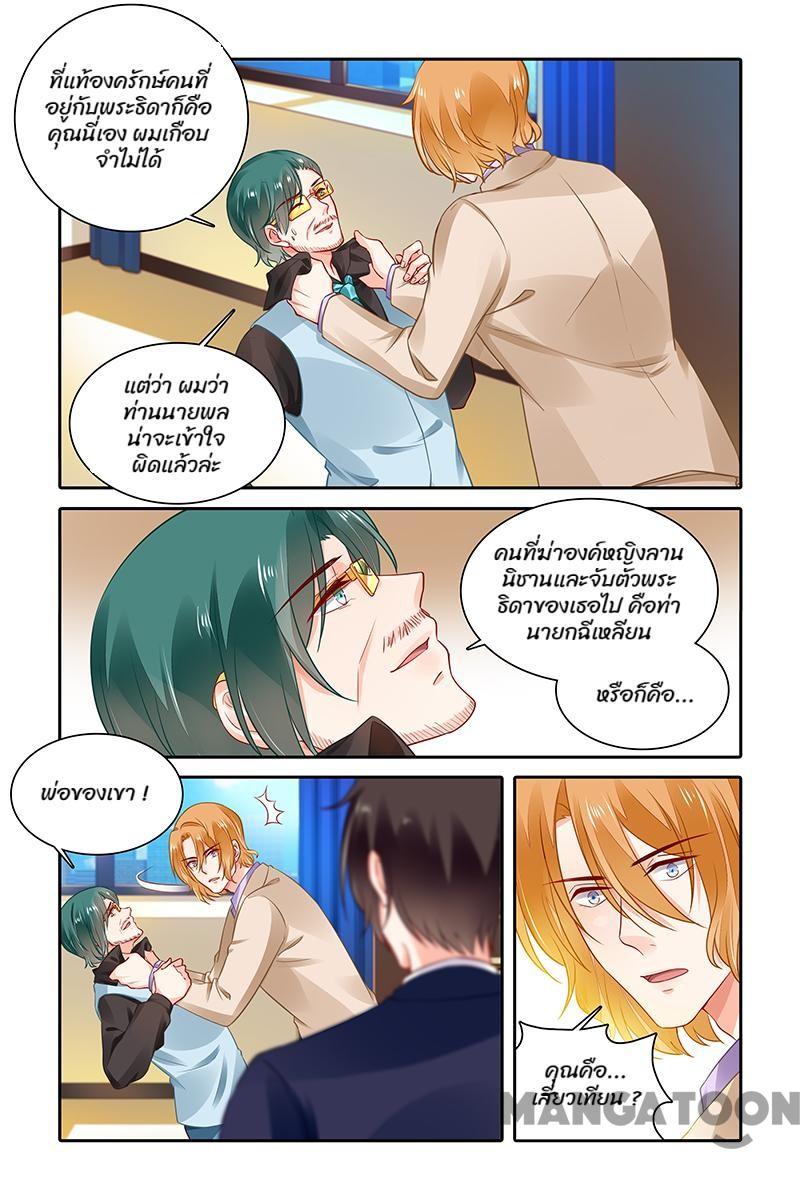 ที่แท้องครักษ์คนที่
อยู่กับพระธิดาก็คือ
คุณนี่เอง ผมเกือบ
จำไม่ได้
แต่ว่า ผมว่า
ท่านนายพล
น่าจะเข้าใจ
ผิดแล้วล่ะ
คนที่ฆ่าองค์หญิงลาน
นิชานและจับตัวพระ
ธิดาของเธอไป คือท่า
นายกฉีเหลียน
หรือก็คือ...
พ่อของเขา !
คุณคือ...
เสี่ยวเทียน ?
MANGATOON